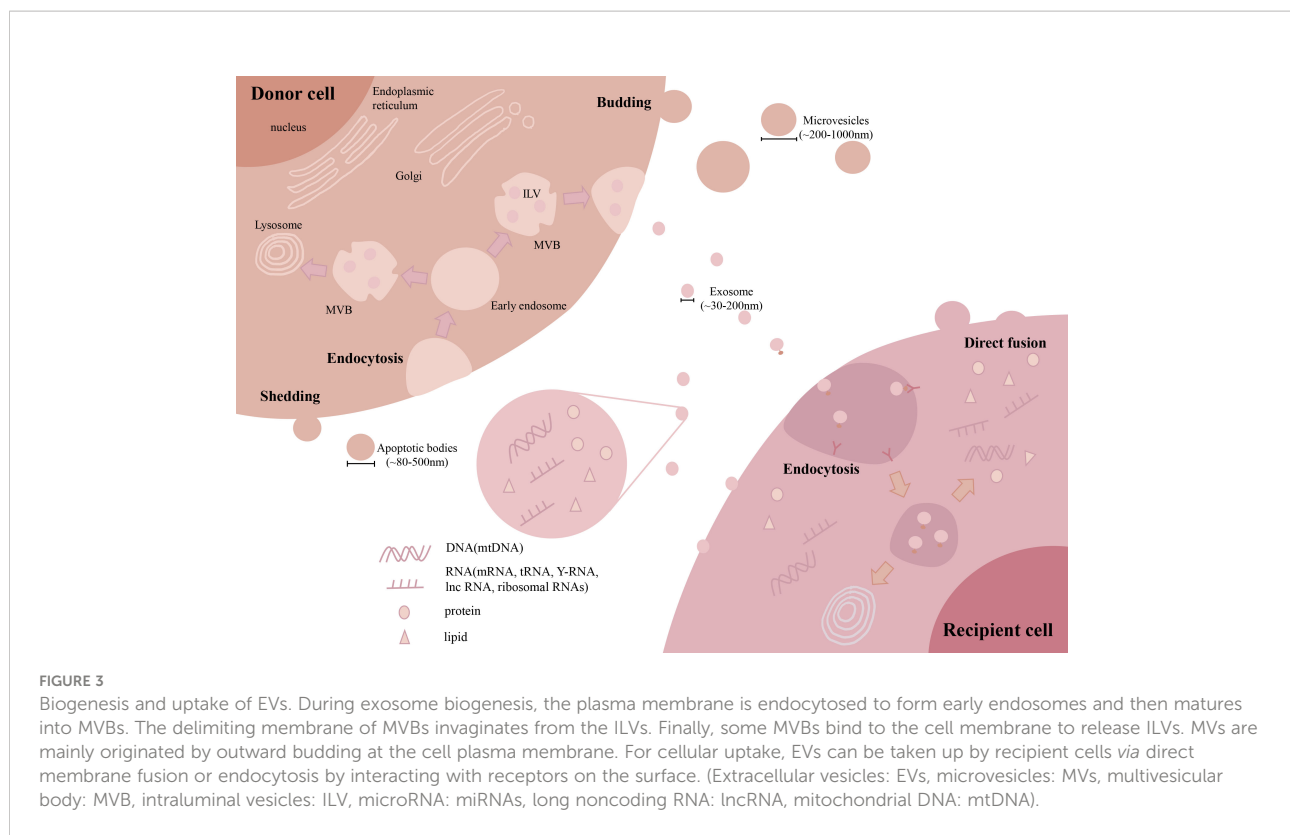 Donor cell
nucleus
Endoplasmic
reticulum
Golgi
Budding
Microvesicles
(~200-1000nm)
Lysosome
ILV
MVB
MVB
Early endosome
Exosome
(~30-200nm)
Endocytosis
Shedding
Apoptotic bodies
(~80-500nm)
Direct fusion
Endocytosis
Recipient cell
DNA(mtDNA)
RNA(mRNA, tRNA, Y-RNA,
lnc RNA, ribosomal RNAs)
protein
lipid
FIGURE 3
Biogenesis and uptake of EVs. During exosome biogenesis, the plasma membrane is endocytosed to form early endosomes and then matures
into MVBs. The delimiting membrane of MVBs invaginates from the ILVs. Finally, some MVBs bind to the cell membrane to release ILVs. MVs are
mainly originated by outward budding at the cell plasma membrane. For cellular uptake, EVs can be taken up by recipient cells via direct
membrane fusion or endocytosis by interacting with receptors on the surface. (Extracellular vesicles: EVs, microvesicles: MVs, multivesicular
body: MVB, intraluminal vesicles: ILV, microRNA: miRNAs, long noncoding RNA: lncRNA, mitochondrial DNA: mtDNA).